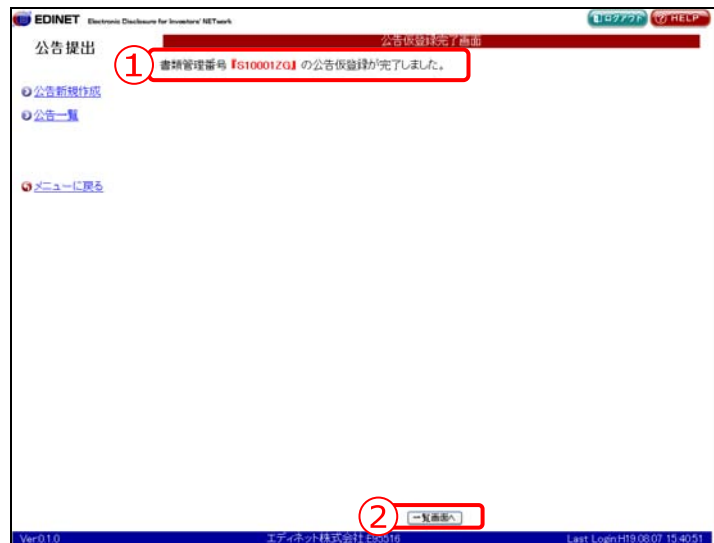 EDINET Electronic Disclosure for Investors' NETwork
ログアウト
HELP
公告提出
公告仮登録完了画面
① 書類管理番号『S10001ZG』の公告仮登録が完了しました。
公告新規作成
公告一覧
メニューに戻る
② 一覧画面へ
Ver.0.1.0 エディネット株式会社 E95516 Last Login:H19.08.07 15:40:51